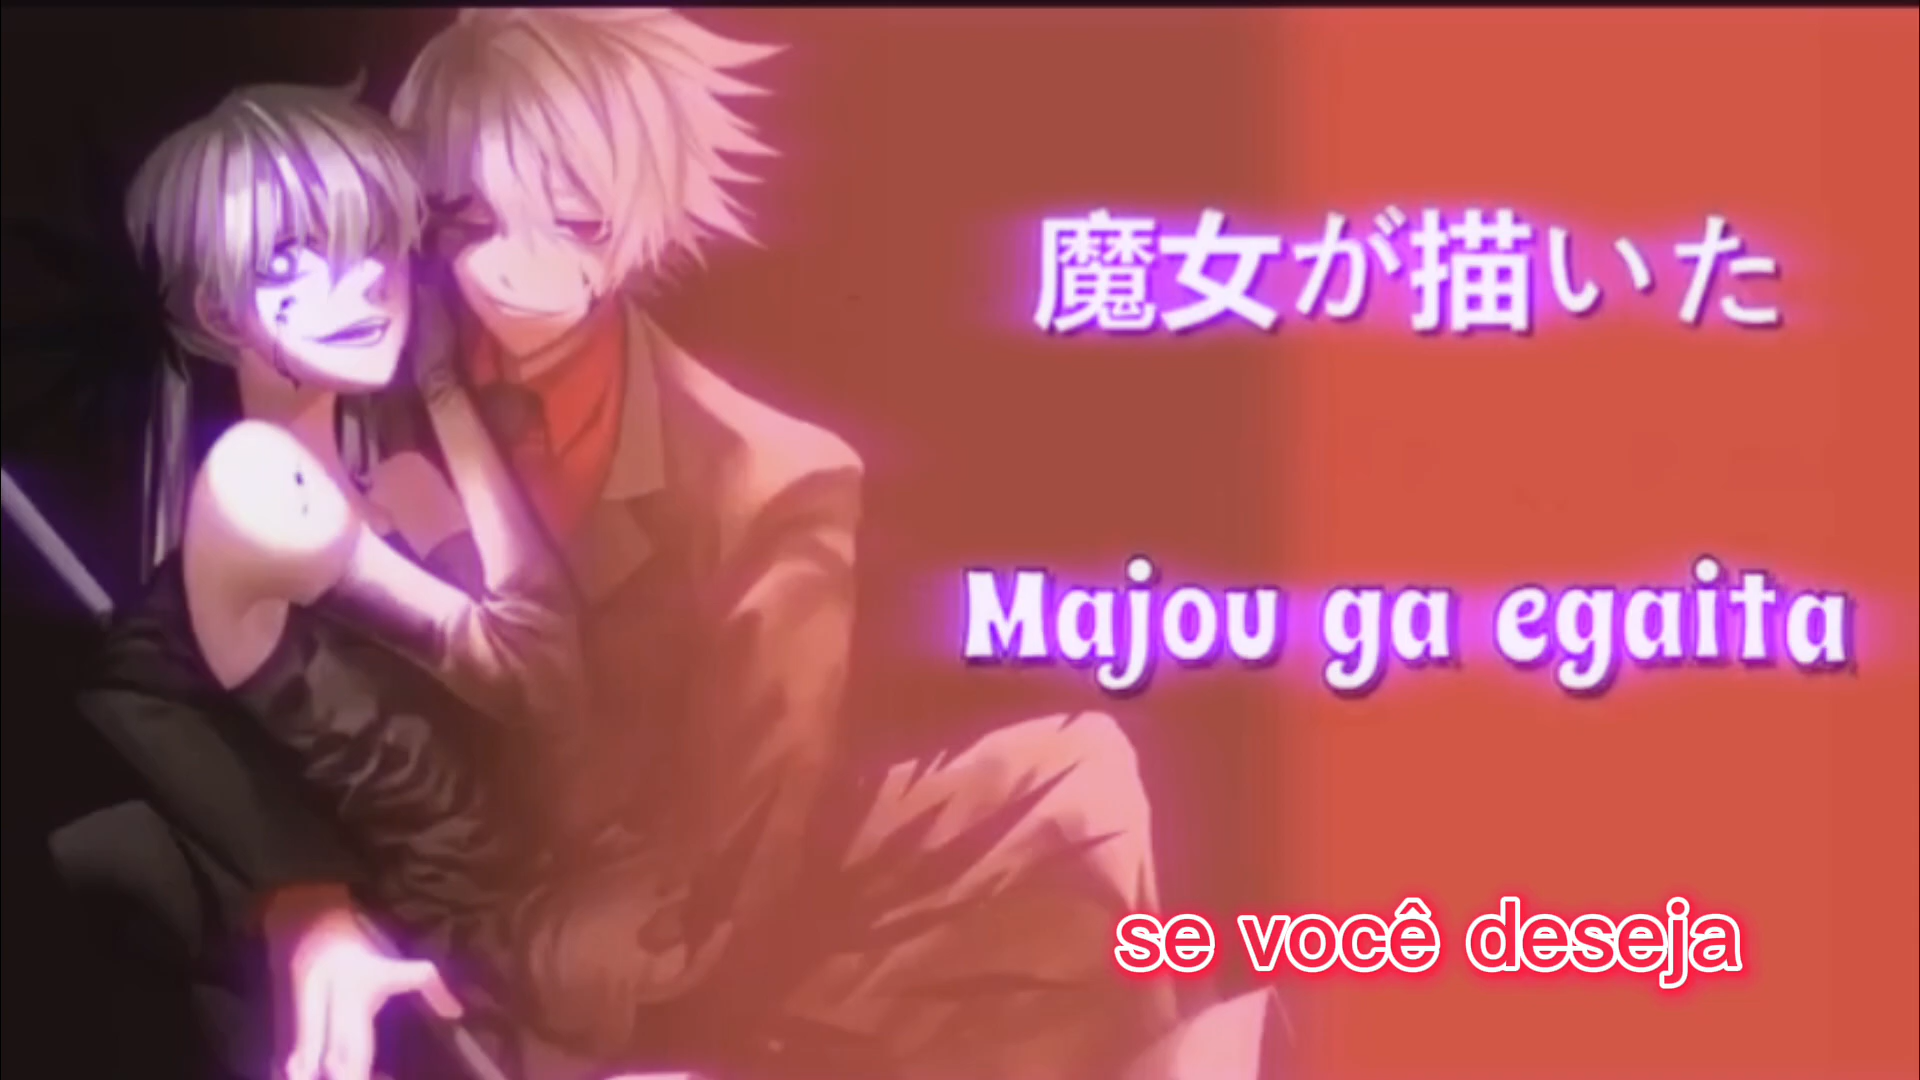 魔女が描いた
Majou ga egaita
se você deseja